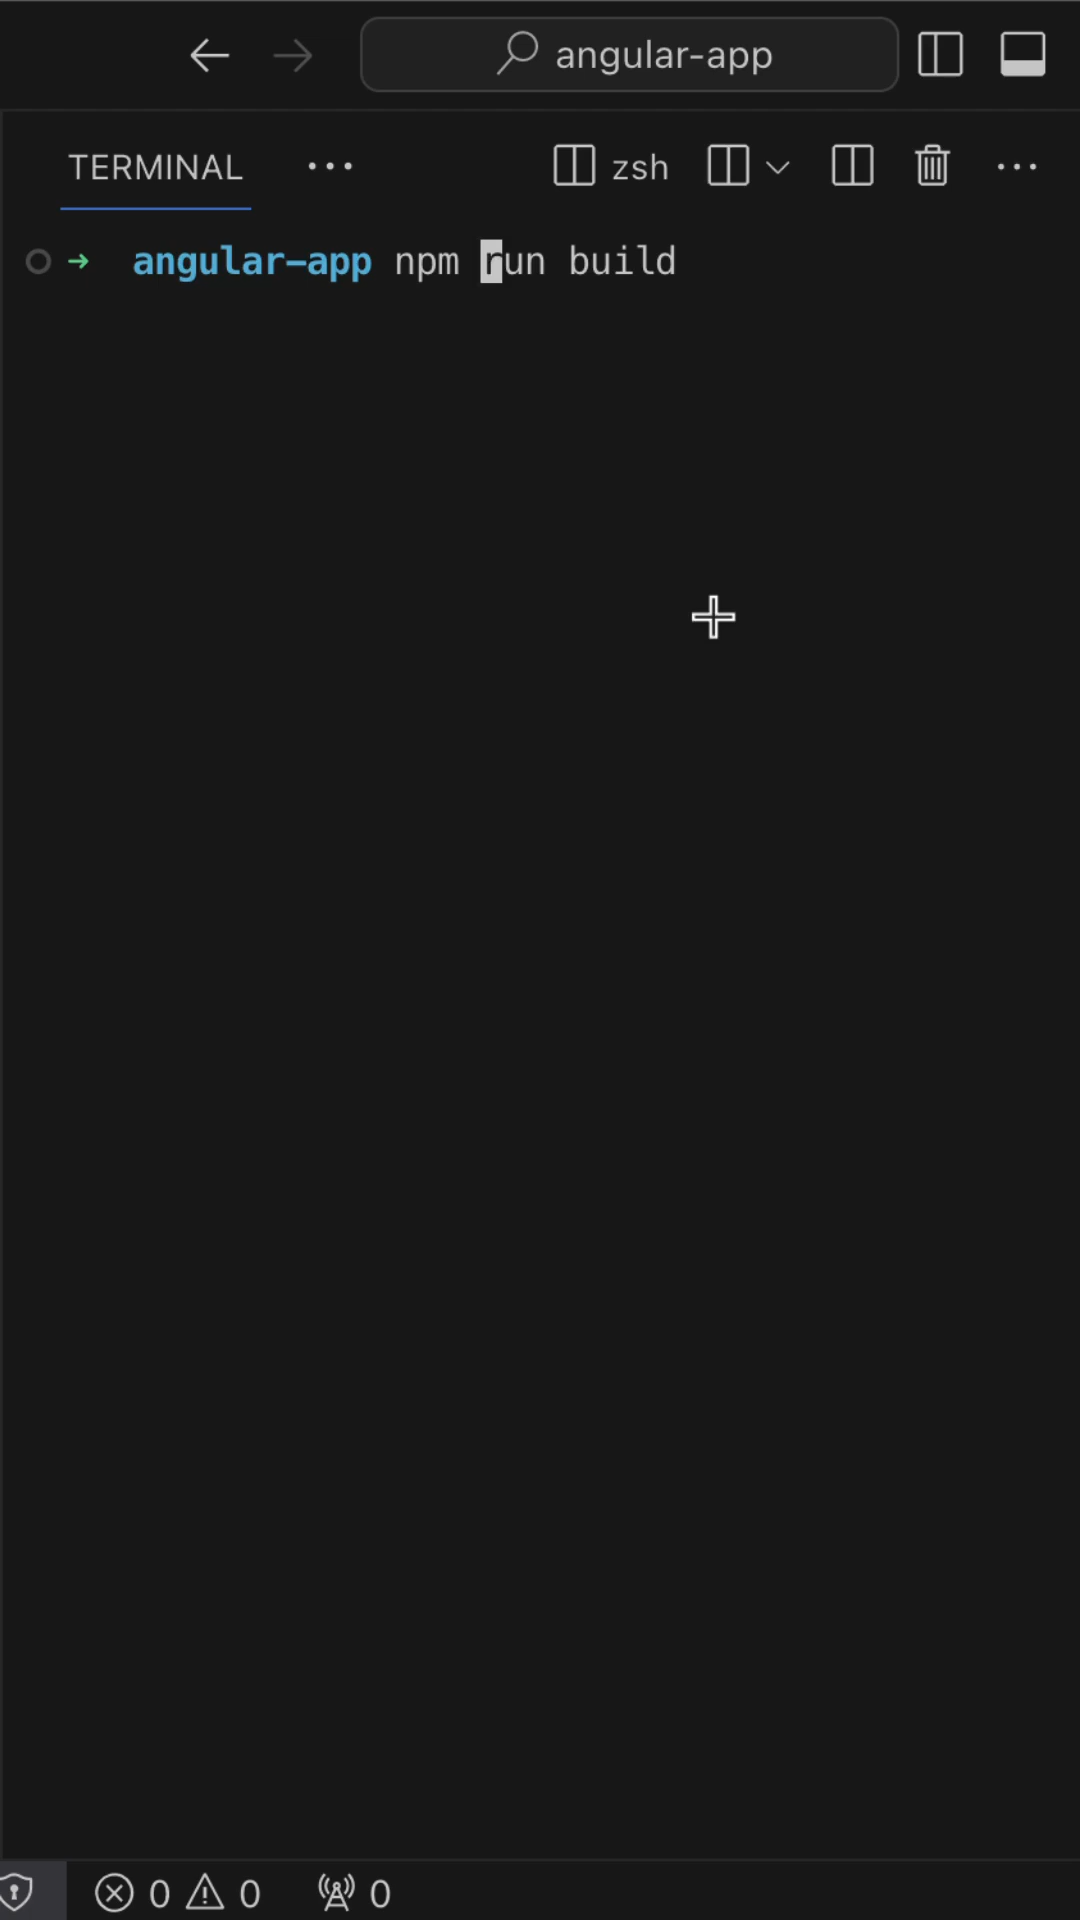 angular-app
TERMINAL ... zsh ...
➜ angular-app npm run build
0 0 0